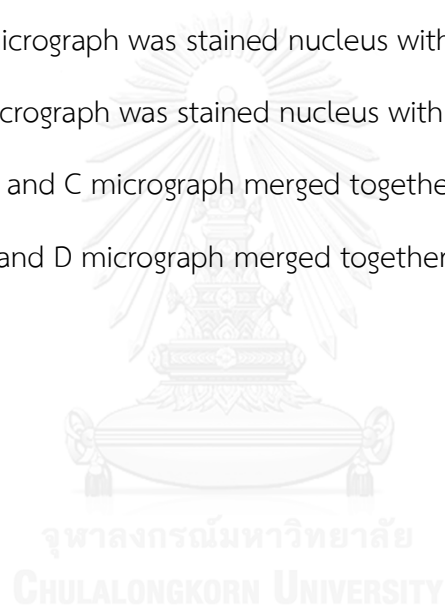 icrograph was stained nucleus with
crograph was stained nucleus with
and C micrograph merged togethe
and D micrograph merged together
จุฬาลงกรณ์มหาวิทยาลัย
CHULALONGKORN UNIVERSITY